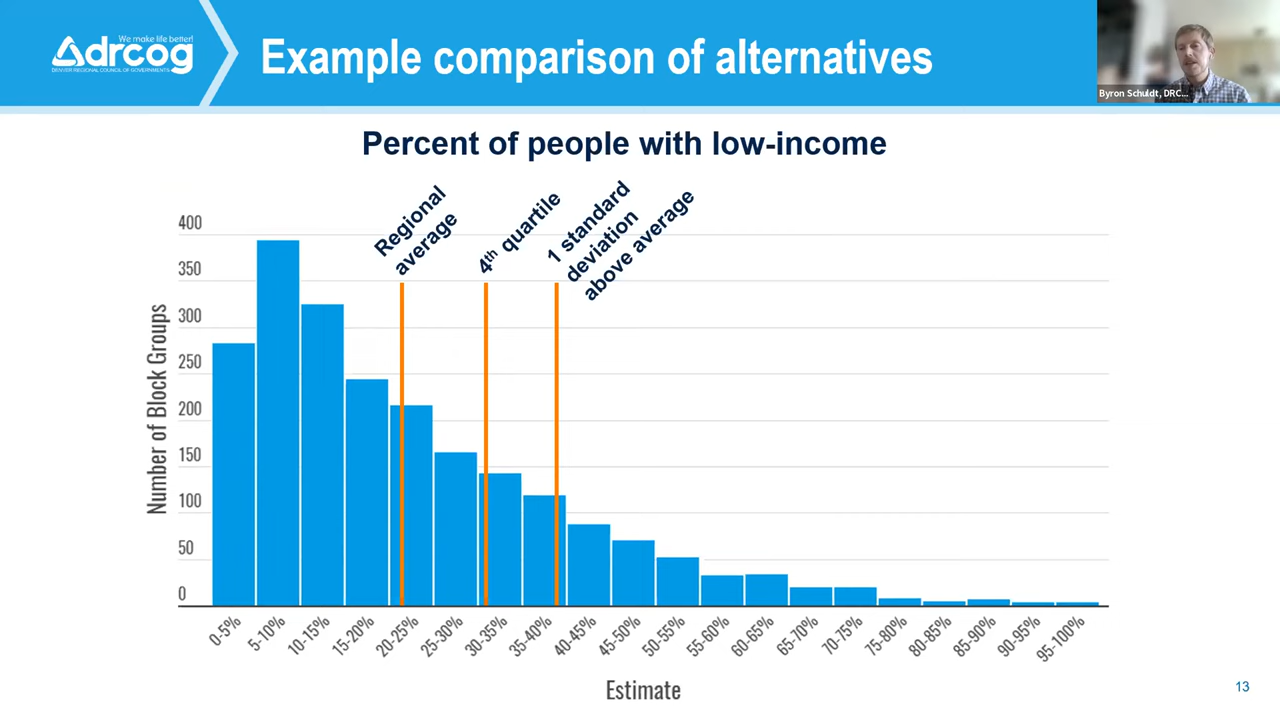 We make life better!
drcog
DENVER REGIONAL COUNCIL OF GOVERNMENTS
Example comparison of alternatives
Byron Schuldt, DRC...
Percent of people with low-income
Regional
average
4th quartile
1 standard
deviation
above average
Number of Block Groups
400
350
300
250
200
150
100
50
0
0-5%
5-10%
10-15%
15-20%
20-25%
25-30%
30-35%
35-40%
40-45%
45-50%
50-55%
55-60%
60-65%
65-70%
70-75%
75-80%
80-85%
85-90%
90-95%
95-100%
Estimate
13